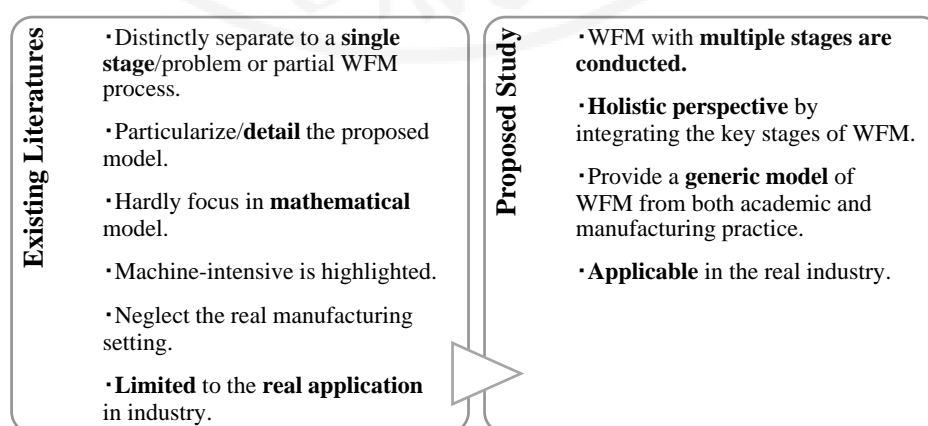 Existing Literatures
·Distinctly separate to a single
stage/problem or partial WFM
process.
·Particularize/detail the proposed
model.
·Hardly focus in mathematical
model.
·Machine-intensive is highlighted.
·Neglect the real manufacturing
setting.
·Limited to the real application
in industry.
Proposed Study
·WFM with multiple stages are
conducted.
·Holistic perspective by
integrating the key stages of WFM.
·Provide a generic model of
WFM from both academic and
manufacturing practice.
·Applicable in the real industry.